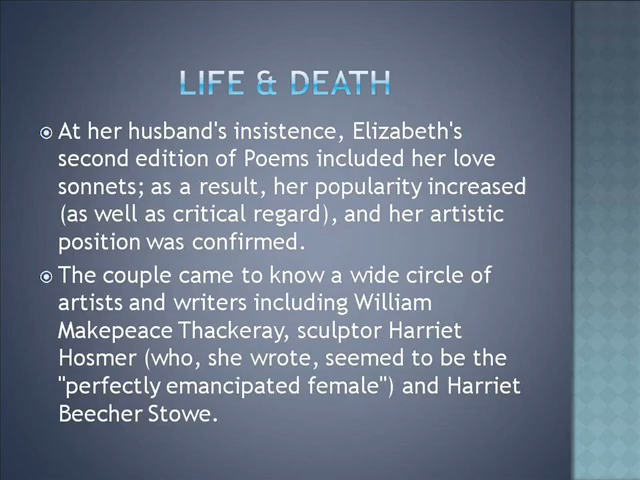 LIFE & DEATH
At her husband's insistence, Elizabeth's
second edition of Poems included her love
sonnets; as a result, her popularity increased
(as well as critical regard), and her artistic
position was confirmed.
The couple came to know a wide circle of
artists and writers including William
Makepeace Thackeray, sculptor Harriet
Hosmer (who, she wrote, seemed to be the
"perfectly emancipated female") and Harriet
Beecher Stowe.